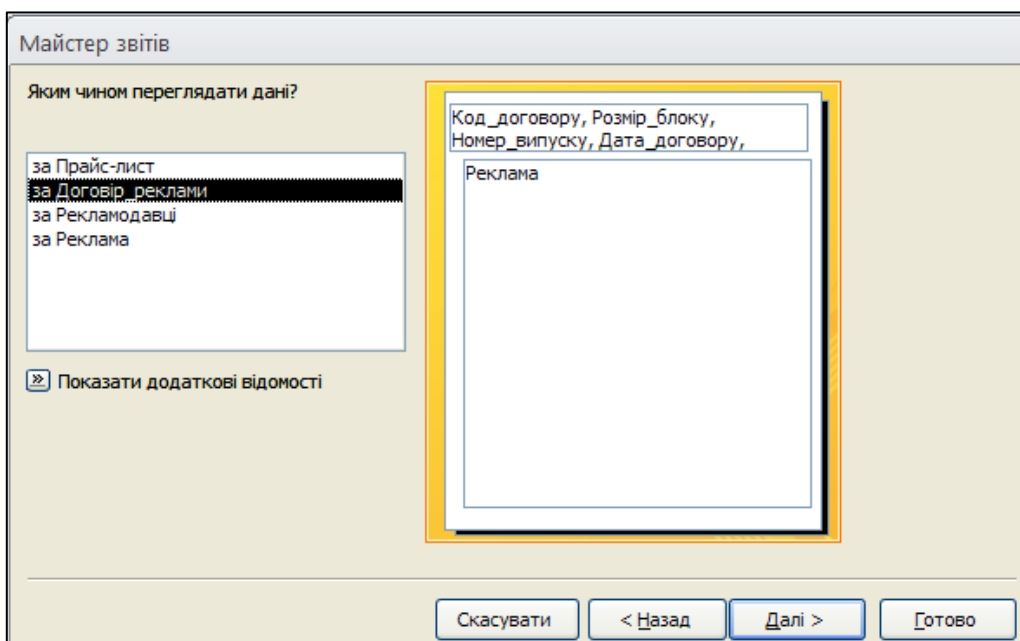 Майстер звітів
Яким чином переглядати дані?
за Прайс-лист
за Договір_реклами
за Рекламодавці
за Реклама
Показати додаткові відомості
Код_договору, Розмір_блоку,
Номер_випуску, Дата_договору,
Реклама
Скасувати
< Назад
Далі >
Готово